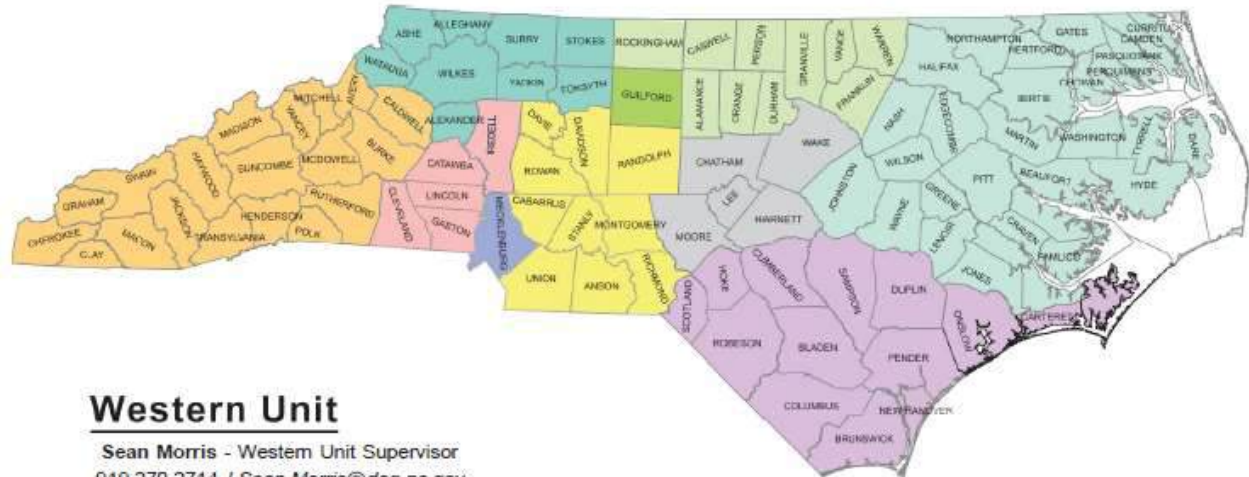 ASHE
ALLEGHANY
SURRY
STOKES
ROCKINGHAM
CASWELL
PERSON
GRANVILLE
VANCE
WARREN
NORTHAMPTON
GATES
CURRITUCK
CAMDEN
HERTFORD
PASQUOTANK
PERQUIMANS
CHOWAN
WATAUGA
WILKES
YADKIN
FORSYTH
GUILFORD
ALAMANCE
ORANGE
DURHAM
FRANKLIN
HALIFAX
BERTIE
MITCHELL
AVERY
CALDWELL
ALEXANDER
IREDELL
DAVIE
DAVIDSON
RANDOLPH
CHATHAM
WAKE
NASH
EDGECOMBE
MARTIN
WASHINGTON
TYRRELL
DARE
MADISON
YANCEY
BURKE
CATAWBA
ROWAN
WILSON
PITT
BEAUFORT
HYDE
SWAIN
HAYWOOD
BUNCOMBE
MCDOWELL
LINCOLN
CABARRUS
STANLY
MONTGOMERY
LEE
HARNETT
JOHNSTON
WAYNE
GREENE
LENOIR
CRAVEN
PAMLICO
GRAHAM
JACKSON
HENDERSON
RUTHERFORD
CLEVELAND
GASTON
MECKLENBURG
MOORE
JONES
CHEROKEE
CLAY
MACON
TRANSYLVANIA
POLK
UNION
ANSON
RICHMOND
SCOTLAND
HOKE
CUMBERLAND
SAMPSON
DUPLIN
ONSLOW
CARTERET
ROBESON
BLADEN
PENDER
COLUMBUS
NEW HANOVER
BRUNSWICK
Western Unit
Sean Morris - Western Unit Supervisor